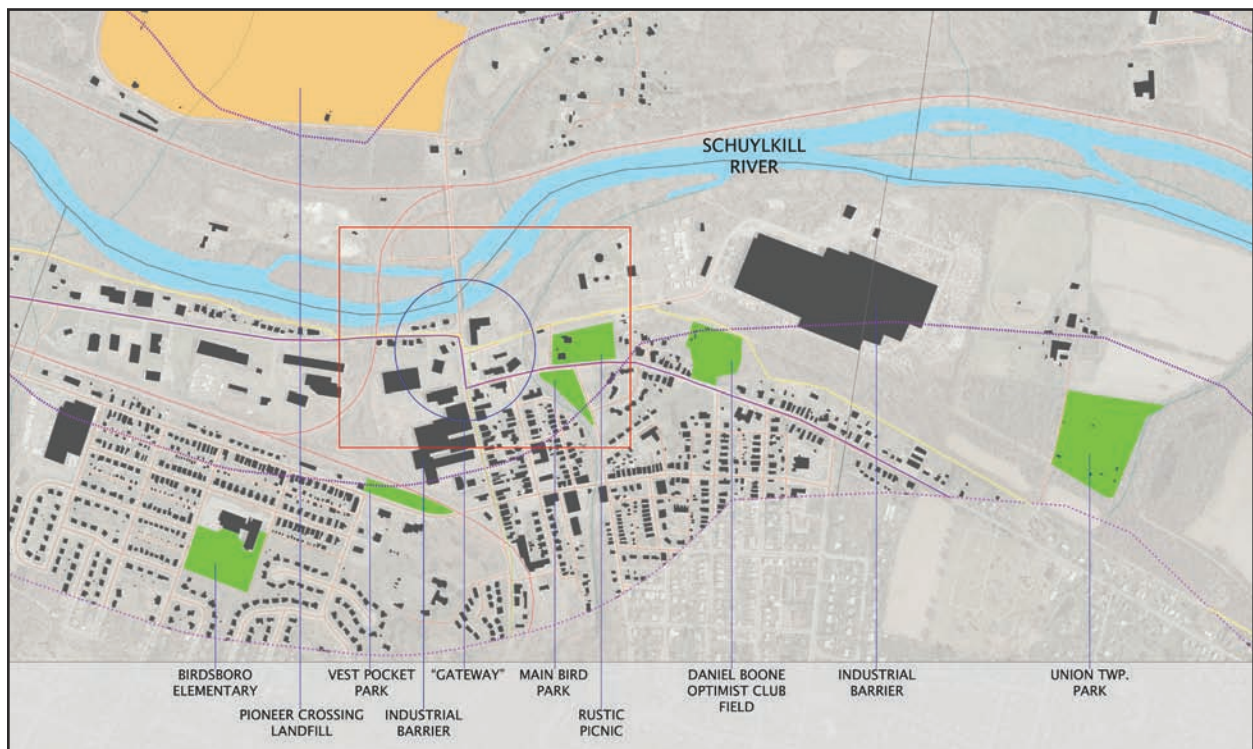 SCHUYLKILL
RIVER
BIRDSBORO
ELEMENTARY
PIONEER CROSSING
LANDFILL
VEST POCKET
PARK
INDUSTRIAL
BARRIER
"GATEWAY"
MAIN BIRD
PARK
RUSTIC
PICNIC
DANIEL BOONE
OPTIMIST CLUB
FIELD
INDUSTRIAL
BARRIER
UNION TWP.
PARK